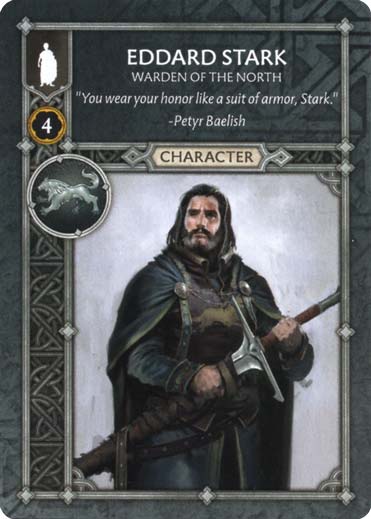 EDDARD STARK
WARDEN OF THE NORTH
"You wear your honor like a suit of armor, Stark."
-Petyr Baelish
4
CHARACTER